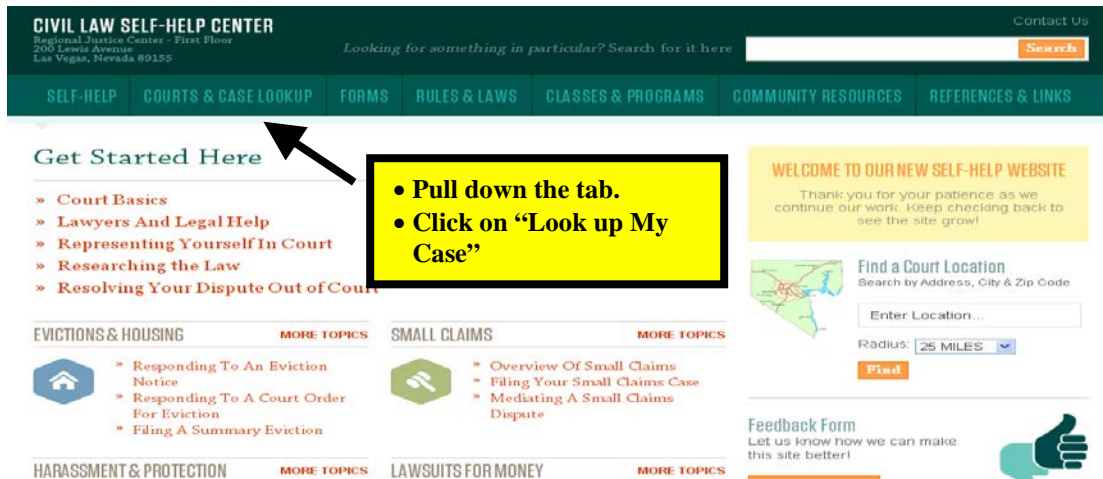 CIVIL LAW SELF-HELP CENTER
Regional Justice Center - First Floor
200 Lewis Avenue
Las Vegas, Nevada 89155
Contact Us
Looking for something in particular? Search for it here
Search
SELF-HELP COURTS & CASE LOOKUP FORMS RULES & LAWS CLASSES & PROGRAMS COMMUNITY RESOURCES REFERENCES & LINKS
Get Started Here
» Court Basics
» Lawyers And Legal Help
» Representing Yourself In Court
» Researching the Law
» Resolving Your Dispute Out of Court
• Pull down the tab.
• Click on “Look up My
Case”
WELCOME TO OUR NEW SELF-HELP WEBSITE
Thank you for your patience as we
continue our work. Keep checking back to
see the site grow!
Find a Court Location
Search by Address, City & Zip Code
Enter Location...
Radius: 25 MILES
Find
EVICTIONS & HOUSING MORE TOPICS
» Responding To An Eviction
Notice
» Responding To A Court Order
For Eviction
» Filing A Summary Eviction
SMALL CLAIMS MORE TOPICS
» Overview Of Small Claims
» Filing Your Small Claims Case
» Mediating A Small Claims
Dispute
Feedback Form
Let us know how we can make
this site better!
HARASSMENT & PROTECTION MORE TOPICS
LAWSUITS FOR MONEY MORE TOPICS